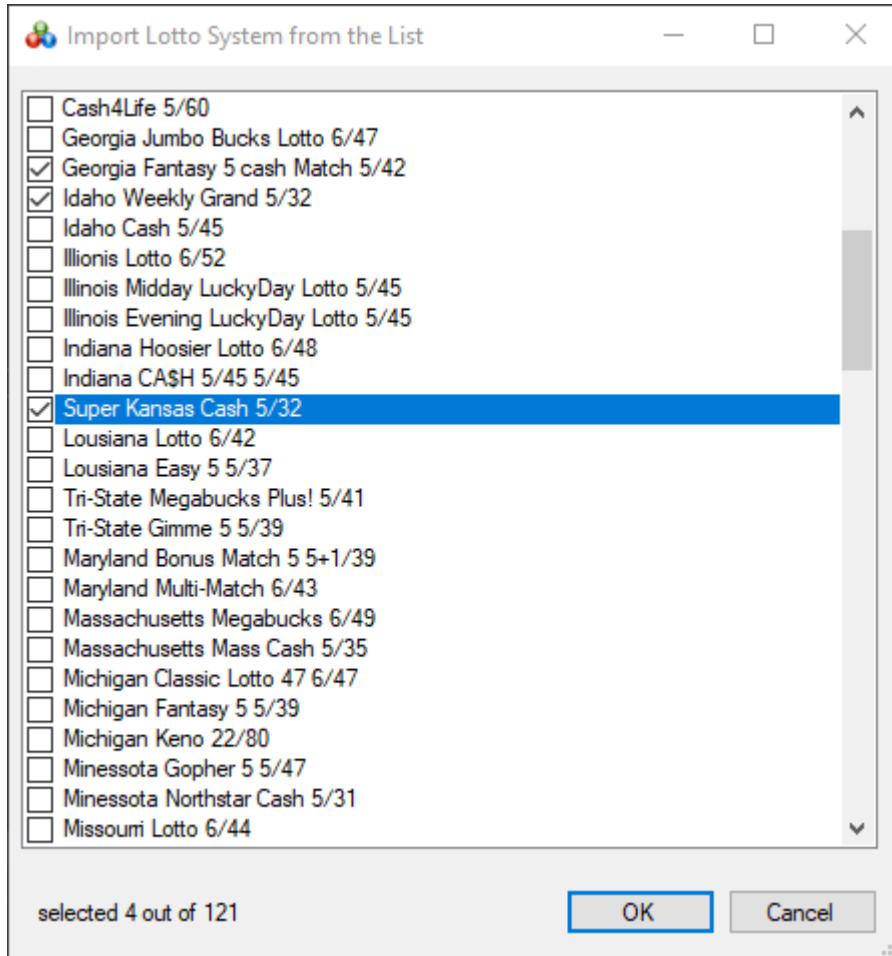 Import Lotto System from the List
Cash4Life 5/60
Georgia Jumbo Bucks Lotto 6/47
Georgia Fantasy 5 cash Match 5/42
Idaho Weekly Grand 5/32
Idaho Cash 5/45
Illionis Lotto 6/52
Illinois Midday LuckyDay Lotto 5/45
Illinois Evening LuckyDay Lotto 5/45
Indiana Hoosier Lotto 6/48
Indiana CA$H 5/45 5/45
Super Kansas Cash 5/32
Lousiana Lotto 6/42
Lousiana Easy 5 5/37
Tri-State Megabucks Plus! 5/41
Tri-State Gimme 5 5/39
Maryland Bonus Match 5 5+1/39
Maryland Multi-Match 6/43
Massachusetts Megabucks 6/49
Massachusetts Mass Cash 5/35
Michigan Classic Lotto 47 6/47
Michigan Fantasy 5 5/39
Michigan Keno 22/80
Minessota Gopher 5 5/47
Minessota Northstar Cash 5/31
Missourri Lotto 6/44
selected 4 out of 121
OK
Cancel